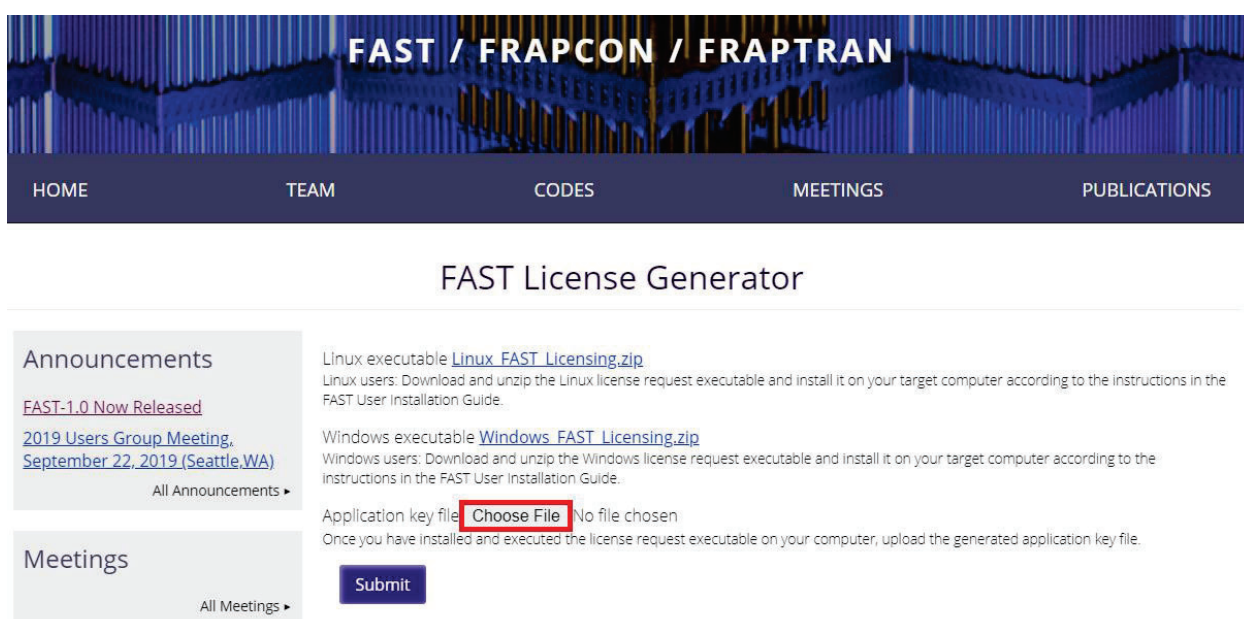 FAST / FRAPCON / FRAPTRAN
HOME TEAM CODES MEETINGS PUBLICATIONS
FAST License Generator
Announcements
FAST-1.0 Now Released
2019 Users Group Meeting,
September 22, 2019 (Seattle,WA)
All Announcements ▸
Meetings
All Meetings ▸
Linux executable Linux_FAST_Licensing.zip
Linux users: Download and unzip the Linux license request executable and install it on your target computer according to the instructions in the
FAST User Installation Guide.
Windows executable Windows_FAST_Licensing.zip
Windows users: Download and unzip the Windows license request executable and install it on your target computer according to the
instructions in the FAST User Installation Guide.
Application key file Choose File No file chosen
Once you have installed and executed the license request executable on your computer, upload the generated application key file.
Submit